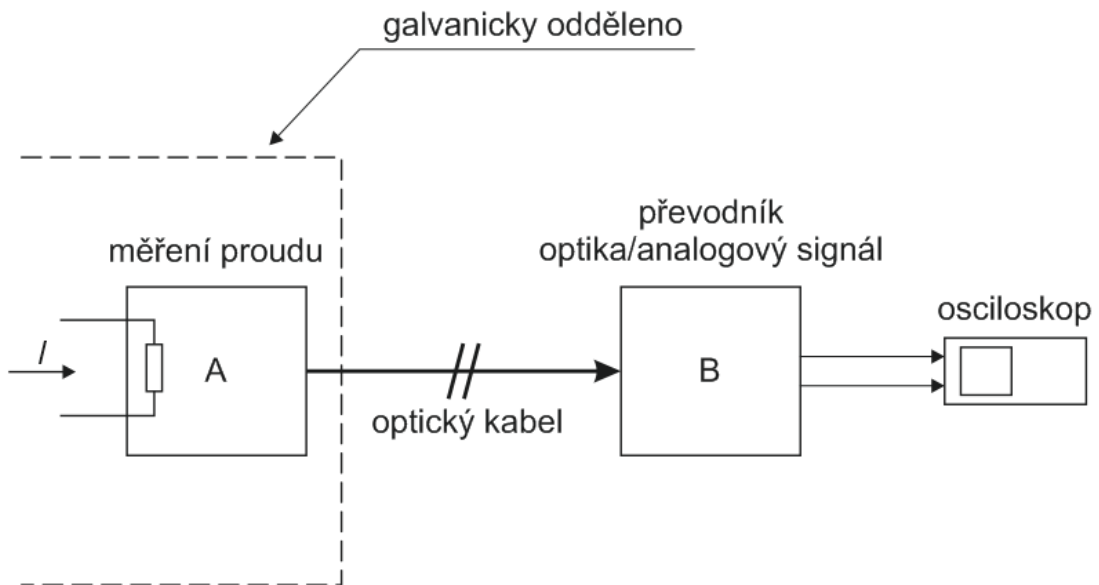 galvanicky odděleno
měření proudu
převodník
optika/analogový signál
osciloskop
I
A
B
optický kabel